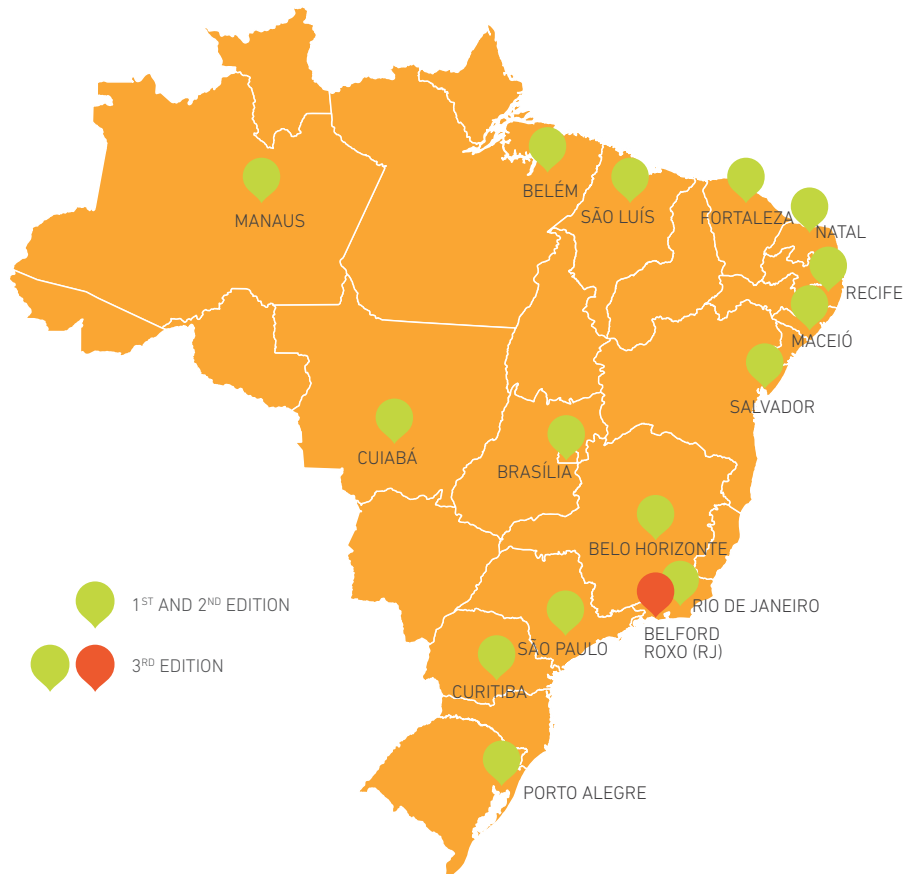 BELÉM
SÃO LUÍS
FORTALEZA
MANAUS
NATAL
RECIFE
MACEIÓ
SALVADOR
CUIABÁ
BRASÍLIA
BELO HORIZONTE
1ST AND 2ND EDITION
RIO DE JANEIRO
BELFORD
ROXO (RJ)
SÃO PAULO
3RD EDITION
CURITIBA
PORTO ALEGRE